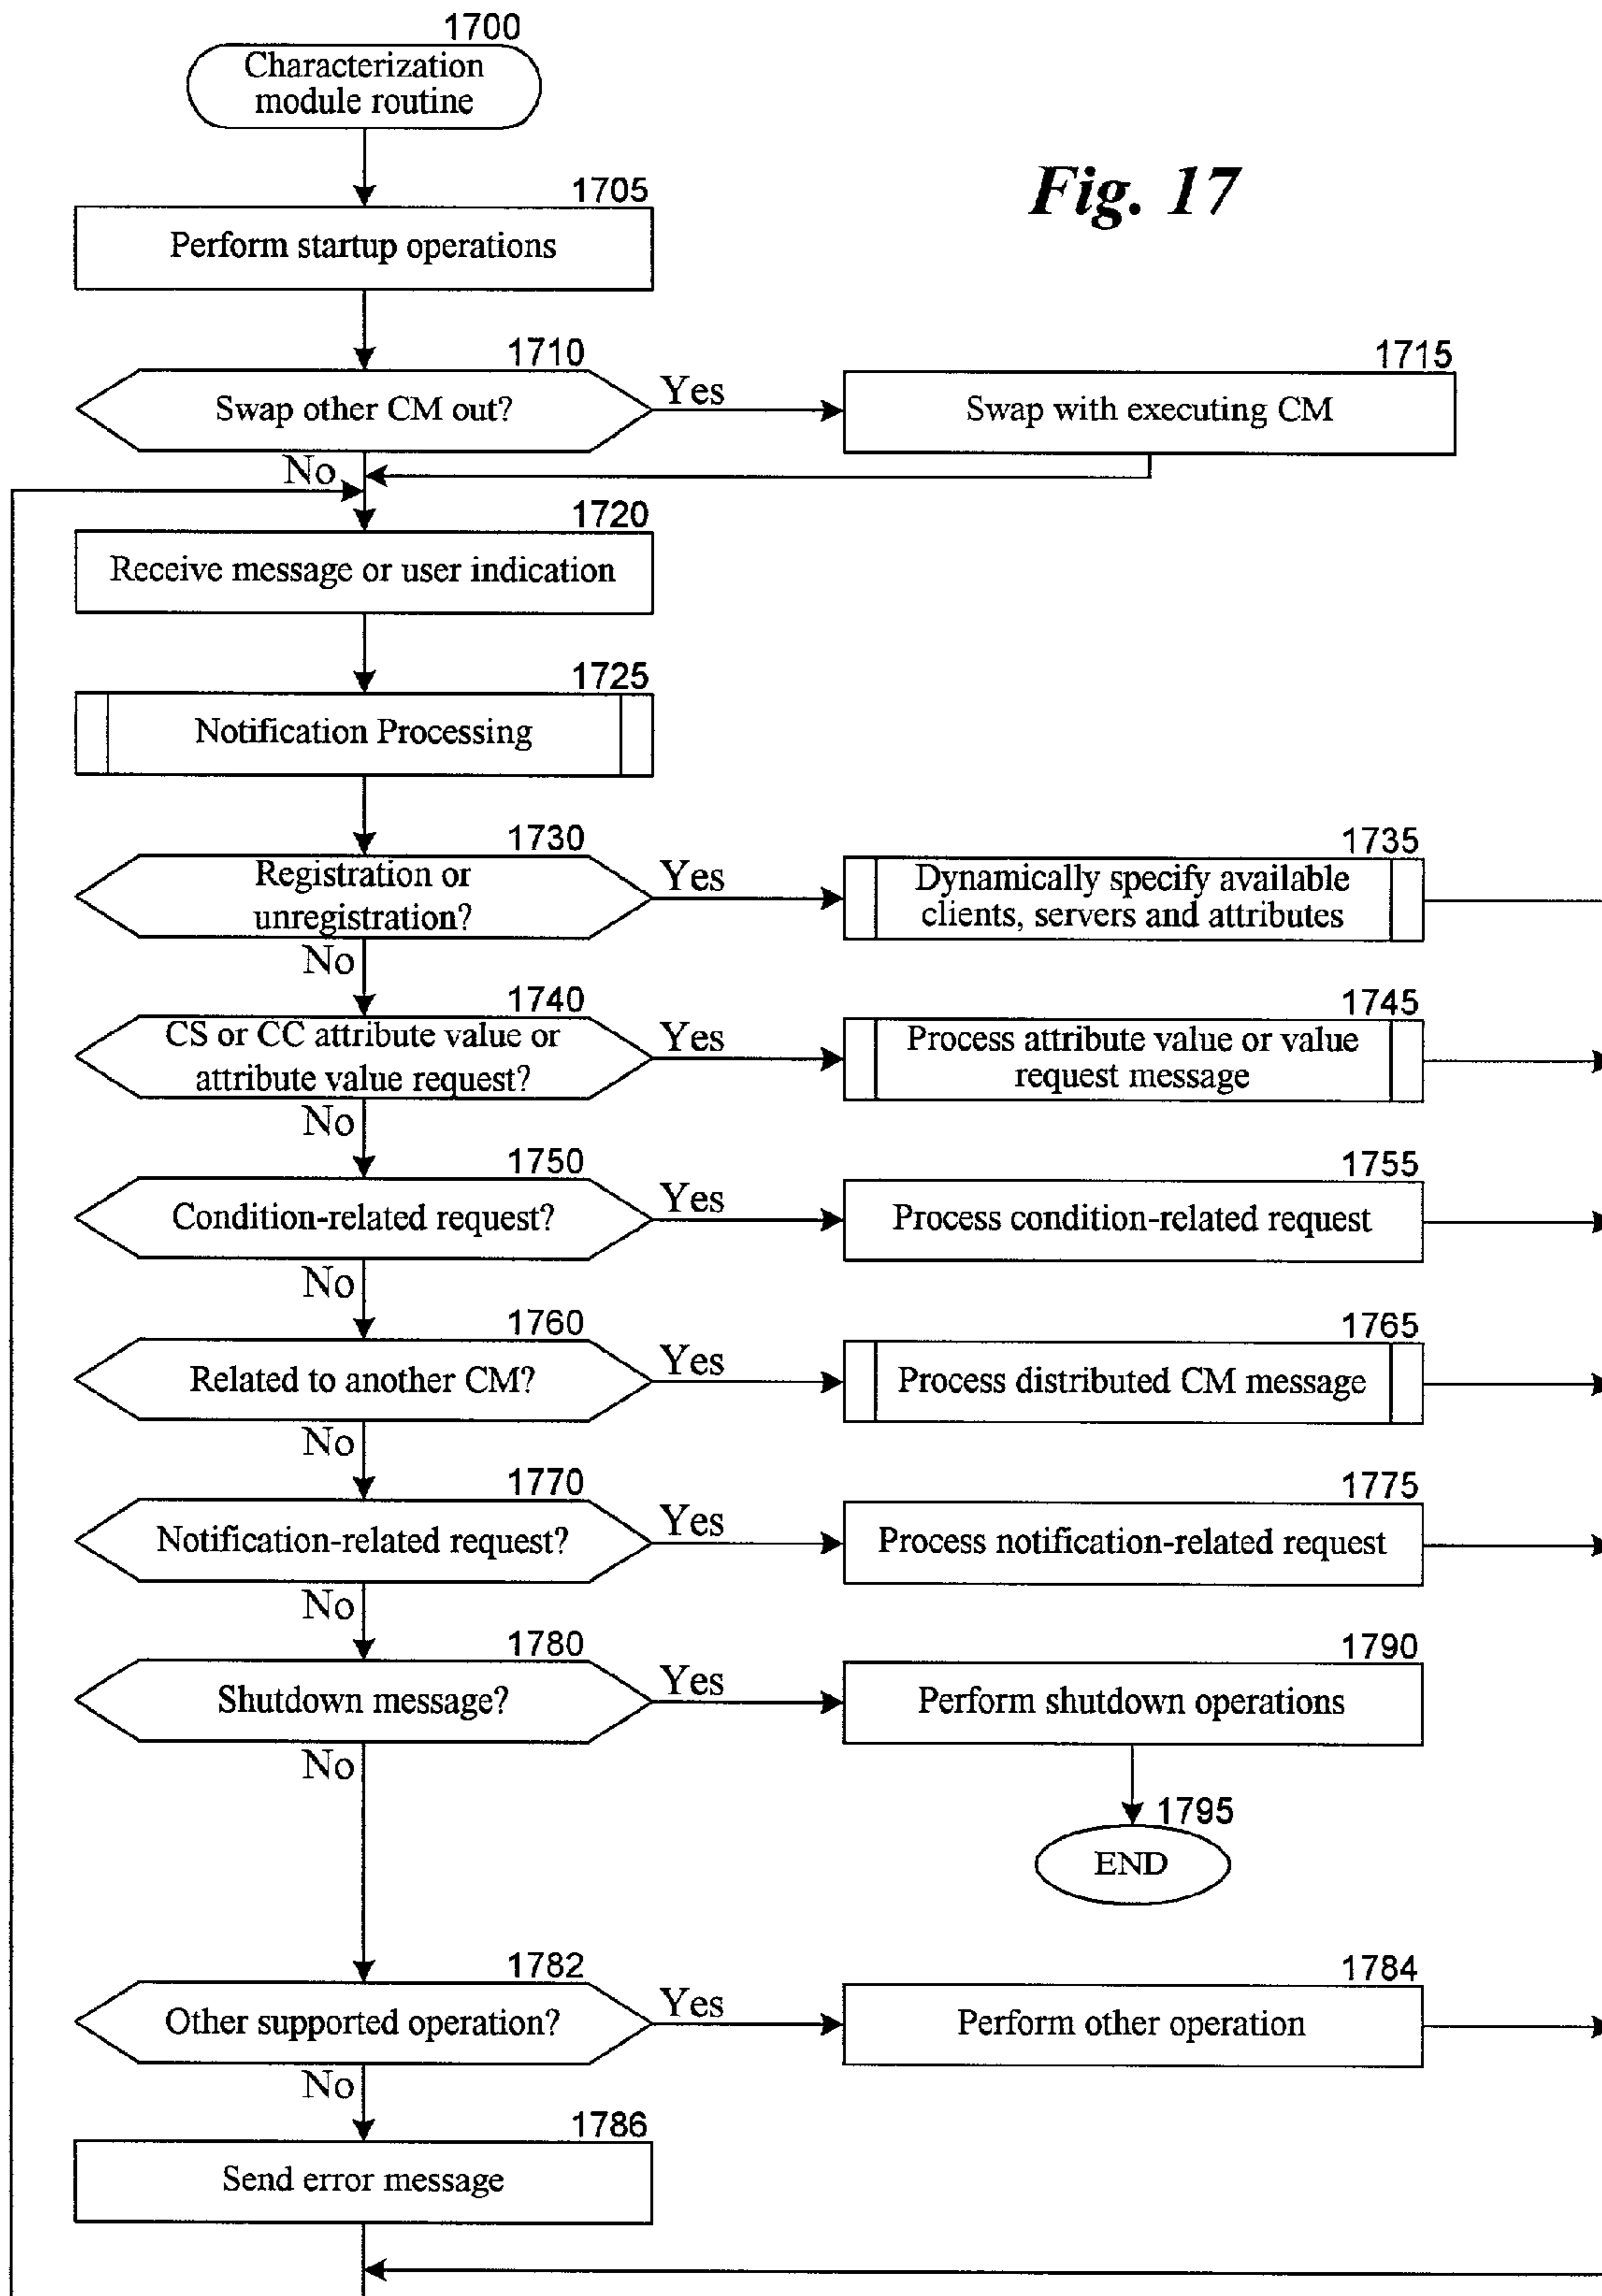 1700
Characterization
module routine
Fig. 17
1705
Perform startup operations
1710
Swap other CM out?
Yes
1715
Swap with executing CM
No
1720
Receive message or user indication
1725
Notification Processing
1730
Registration or
unregistration?
Yes
1735
Dynamically specify available
clients, servers and attributes
No
1740
CS or CC attribute value or
attribute value request?
Yes
1745
Process attribute value or value
request message
No
1750
Condition-related request?
Yes
1755
Process condition-related request
No
1760
Related to another CM?
Yes
1765
Process distributed CM message
No
1770
Notification-related request?
Yes
1775
Process notification-related request
No
1780
Shutdown message?
Yes
1790
Perform shutdown operations
No
1795
END
1782
Other supported operation?
Yes
1784
Perform other operation
No
1786
Send error message